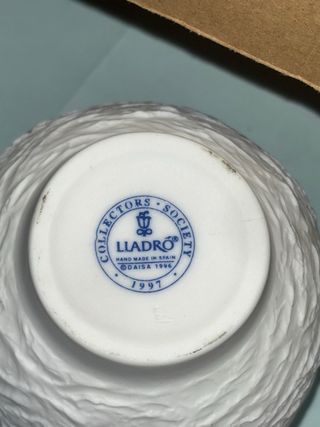 COLLECTORS · SOCIETY
LLADRÓ®
HAND MADE IN SPAIN
©DAISA 1996
· 1997 ·